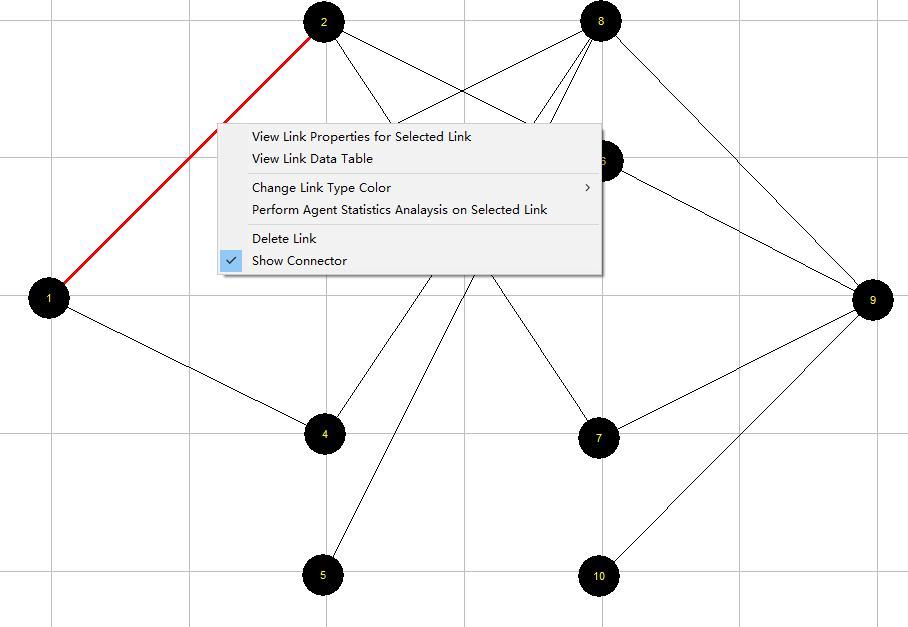 2
8
View Link Properties for Selected Link
View Link Data Table
6
Change Link Type Color
Perform Agent Statistics Analaysis on Selected Link
Delete Link
Show Connector
1
9
4
7
5
10